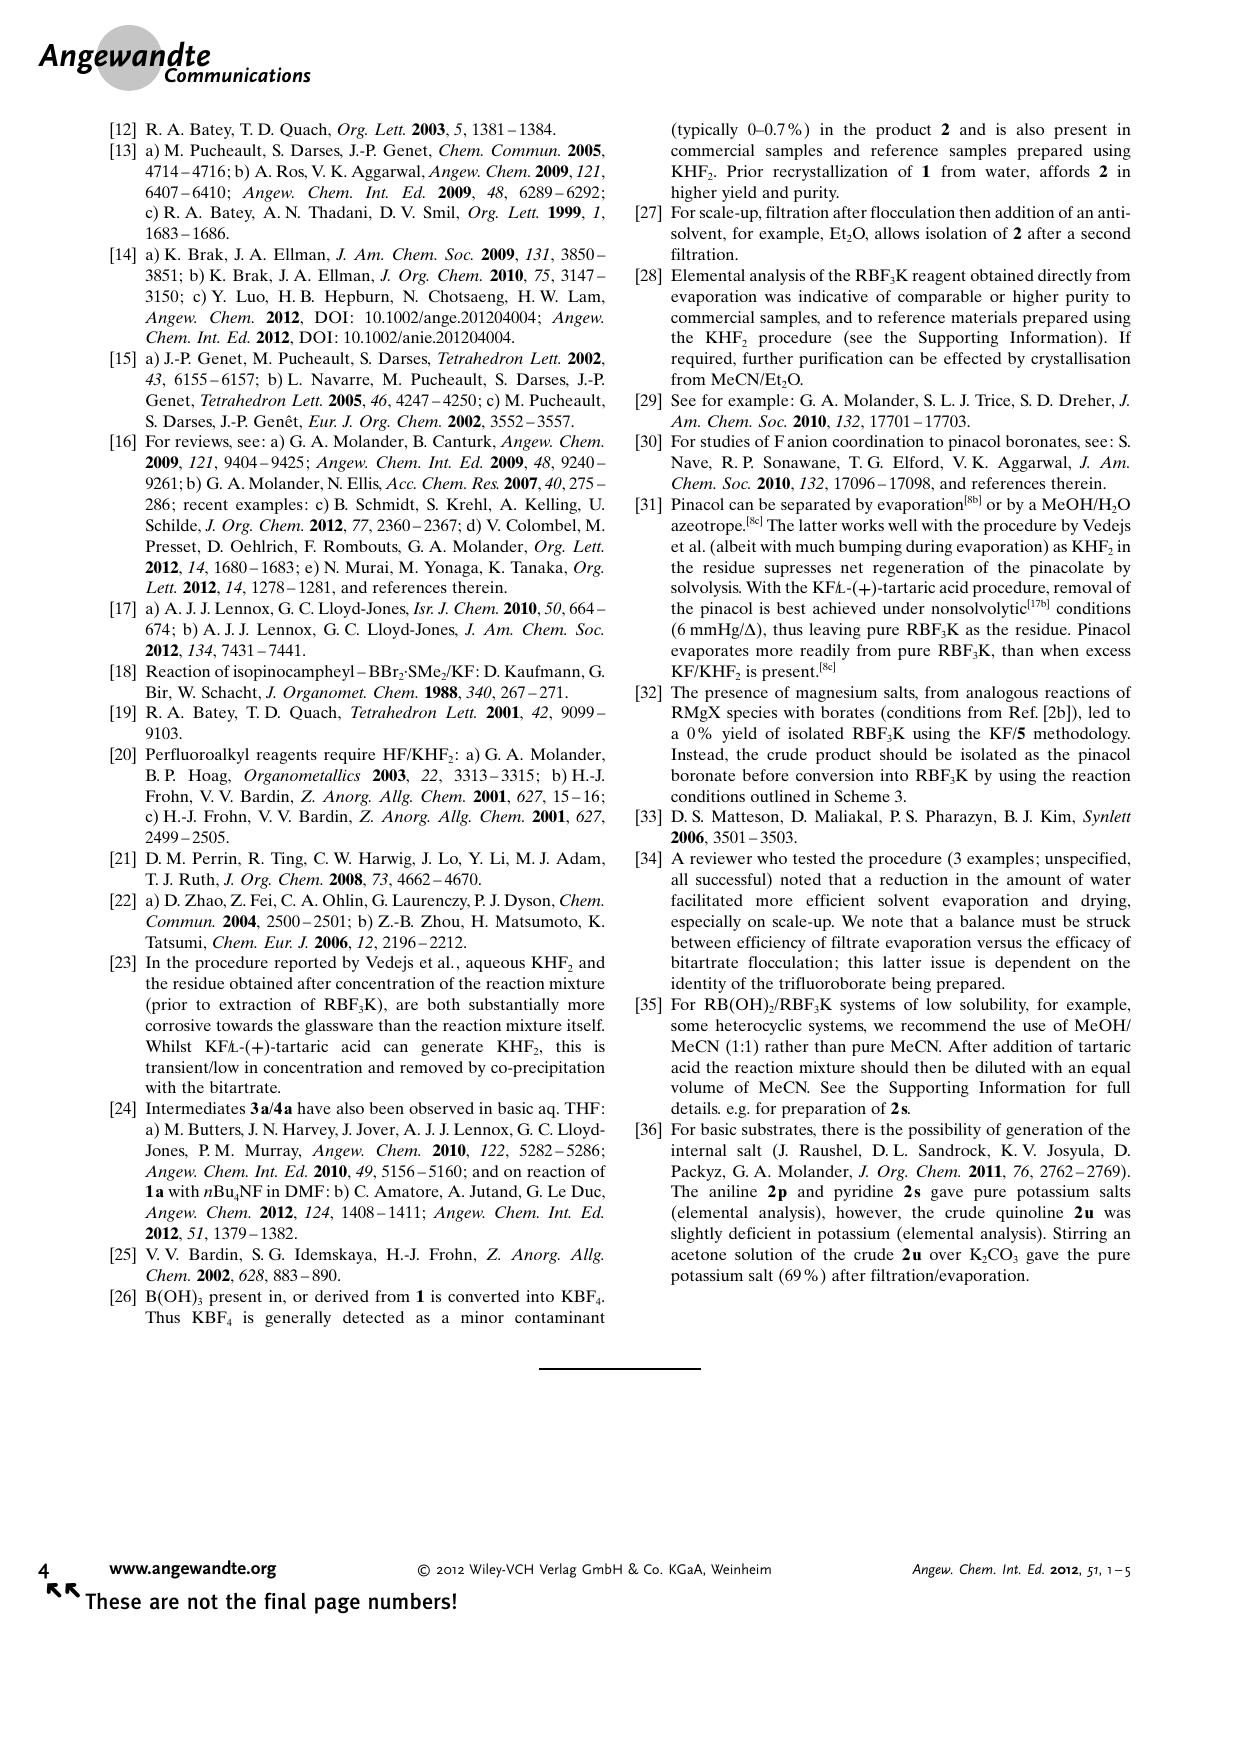 Angewandte
Communications
[12] R. A. Batey, T. D. Quach, Org. Lett. 2003, 5, 1381–1384.
[13] a) M. Pucheault, S. Darses, J.-P. Genet, Chem. Commun. 2005,
4714–4716; b) A. Ros, V. K. Aggarwal, Angew. Chem. 2009, 121,
6407–6410; Angew. Chem. Int. Ed. 2009, 48, 6289–6292;
c) R. A. Batey, A. N. Thadani, D. V. Smil, Org. Lett. 1999, 1,
1683–1686.
[14] a) K. Brak, J. A. Ellman, J. Am. Chem. Soc. 2009, 131, 3850–
3851; b) K. Brak, J. A. Ellman, J. Org. Chem. 2010, 75, 3147–
3150; c) Y. Luo, H. B. Hepburn, N. Chotsaeng, H. W. Lam,
Angew. Chem. 2012, DOI: 10.1002/ange.201204004; Angew.
Chem. Int. Ed. 2012, DOI: 10.1002/anie.201204004.
[15] a) J.-P. Genet, M. Pucheault, S. Darses, Tetrahedron Lett. 2002,
43, 6155–6157; b) L. Navarre, M. Pucheault, S. Darses, J.-P.
Genet, Tetrahedron Lett. 2005, 46, 4247–4250; c) M. Pucheault,
S. Darses, J.-P. Genêt, Eur. J. Org. Chem. 2002, 3552–3557.
[16] For reviews, see: a) G. A. Molander, B. Canturk, Angew. Chem.
2009, 121, 9404–9425; Angew. Chem. Int. Ed. 2009, 48, 9240–
9261; b) G. A. Molander, N. Ellis, Acc. Chem. Res. 2007, 40, 275–
286; recent examples: c) B. Schmidt, S. Krehl, A. Kelling, U.
Schilde, J. Org. Chem. 2012, 77, 2360–2367; d) V. Colombel, M.
Presset, D. Oehlrich, F. Rombouts, G. A. Molander, Org. Lett.
2012, 14, 1680–1683; e) N. Murai, M. Yonaga, K. Tanaka, Org.
Lett. 2012, 14, 1278–1281, and references therein.
[17] a) A. J. J. Lennox, G. C. Lloyd-Jones, Isr. J. Chem. 2010, 50, 664–
674; b) A. J. J. Lennox, G. C. Lloyd-Jones, J. Am. Chem. Soc.
2012, 134, 7431–7441.
[18] Reaction of isopinocampheyl–BBr₂·SMe₂/KF: D. Kaufmann, G.
Bir, W. Schacht, J. Organomet. Chem. 1988, 340, 267–271.
[19] R. A. Batey, T. D. Quach, Tetrahedron Lett. 2001, 42, 9099–
9103.
[20] Perfluoroalkyl reagents require HF/KHF₂: a) G. A. Molander,
B. P. Hoag, Organometallics 2003, 22, 3313–3315; b) H.-J.
Frohn, V. V. Bardin, Z. Anorg. Allg. Chem. 2001, 627, 15–16;
c) H.-J. Frohn, V. V. Bardin, Z. Anorg. Allg. Chem. 2001, 627,
2499–2505.
[21] D. M. Perrin, R. Ting, C. W. Harwig, J. Lo, Y. Li, M. J. Adam,
T. J. Ruth, J. Org. Chem. 2008, 73, 4662–4670.
[22] a) D. Zhao, Z. Fei, C. A. Ohlin, G. Laurenczy, P. J. Dyson, Chem.
Commun. 2004, 2500–2501; b) Z.-B. Zhou, H. Matsumoto, K.
Tatsumi, Chem. Eur. J. 2006, 12, 2196–2212.
[23] In the procedure reported by Vedejs et al., aqueous KHF₂ and
the residue obtained after concentration of the reaction mixture
(prior to extraction of RBF₃K), are both substantially more
corrosive towards the glassware than the reaction mixture itself.
Whilst KF/L-(+)-tartaric acid can generate KHF₂, this is
transient/low in concentration and removed by co-precipitation
with the bitartrate.
[24] Intermediates 3a/4a have also been observed in basic aq. THF:
a) M. Butters, J. N. Harvey, J. Jover, A. J. J. Lennox, G. C. Lloyd-
Jones, P. M. Murray, Angew. Chem. 2010, 122, 5282–5286;
Angew. Chem. Int. Ed. 2010, 49, 5156–5160; and on reaction of
1a with nBu₄NF in DMF: b) C. Amatore, A. Jutand, G. Le Duc,
Angew. Chem. 2012, 124, 1408–1411; Angew. Chem. Int. Ed.
2012, 51, 1379–1382.
[25] V. V. Bardin, S. G. Idemskaya, H.-J. Frohn, Z. Anorg. Allg.
Chem. 2002, 628, 883–890.
[26] B(OH)₃ present in, or derived from 1 is converted into KBF₄.
Thus KBF₄ is generally detected as a minor contaminant
(typically 0–0.7%) in the product 2 and is also present in
commercial samples and reference samples prepared using
KHF₂. Prior recrystallization of 1 from water, affords 2 in
higher yield and purity.
[27] For scale-up, filtration after flocculation then addition of an anti-
solvent, for example, Et₂O, allows isolation of 2 after a second
filtration.
[28] Elemental analysis of the RBF₃K reagent obtained directly from
evaporation was indicative of comparable or higher purity to
commercial samples, and to reference materials prepared using
the KHF₂ procedure (see the Supporting Information). If
required, further purification can be effected by crystallisation
from MeCN/Et₂O.
[29] See for example: G. A. Molander, S. L. J. Trice, S. D. Dreher, J.
Am. Chem. Soc. 2010, 132, 17701–17703.
[30] For studies of F anion coordination to pinacol boronates, see: S.
Nave, R. P. Sonawane, T. G. Elford, V. K. Aggarwal, J. Am.
Chem. Soc. 2010, 132, 17096–17098, and references therein.
[31] Pinacol can be separated by evaporation[8b] or by a MeOH/H₂O
azeotrope.[8c] The latter works well with the procedure by Vedejs
et al. (albeit with much bumping during evaporation) as KHF₂ in
the residue supresses net regeneration of the pinacolate by
solvolysis. With the KF/L-(+)-tartaric acid procedure, removal of
the pinacol is best achieved under nonsolvolytic[17b] conditions
(6 mmHg/Δ), thus leaving pure RBF₃K as the residue. Pinacol
evaporates more readily from pure RBF₃K, than when excess
KF/KHF₂ is present.[8c]
[32] The presence of magnesium salts, from analogous reactions of
RMgX species with borates (conditions from Ref. [2b]), led to
a 0% yield of isolated RBF₃K using the KF/5 methodology.
Instead, the crude product should be isolated as the pinacol
boronate before conversion into RBF₃K by using the reaction
conditions outlined in Scheme 3.
[33] D. S. Matteson, D. Maliakal, P. S. Pharazyn, B. J. Kim, Synlett
2006, 3501–3503.
[34] A reviewer who tested the procedure (3 examples; unspecified,
all successful) noted that a reduction in the amount of water
facilitated more efficient solvent evaporation and drying,
especially on scale-up. We note that a balance must be struck
between efficiency of filtrate evaporation versus the efficacy of
bitartrate flocculation; this latter issue is dependent on the
identity of the trifluoroborate being prepared.
[35] For RB(OH)₂/RBF₃K systems of low solubility, for example,
some heterocyclic systems, we recommend the use of MeOH/
MeCN (1:1) rather than pure MeCN. After addition of tartaric
acid the reaction mixture should then be diluted with an equal
volume of MeCN. See the Supporting Information for full
details. e.g. for preparation of 2s.
[36] For basic substrates, there is the possibility of generation of the
internal salt (J. Raushel, D. L. Sandrock, K. V. Josyula, D.
Packyz, G. A. Molander, J. Org. Chem. 2011, 76, 2762–2769).
The aniline 2p and pyridine 2s gave pure potassium salts
(elemental analysis), however, the crude quinoline 2u was
slightly deficient in potassium (elemental analysis). Stirring an
acetone solution of the crude 2u over K₂CO₃ gave the pure
potassium salt (69%) after filtration/evaporation.
4 www.angewandte.org © 2012 Wiley-VCH Verlag GmbH & Co. KGaA, Weinheim Angew. Chem. Int. Ed. 2012, 51, 1–5
These are not the final page numbers!